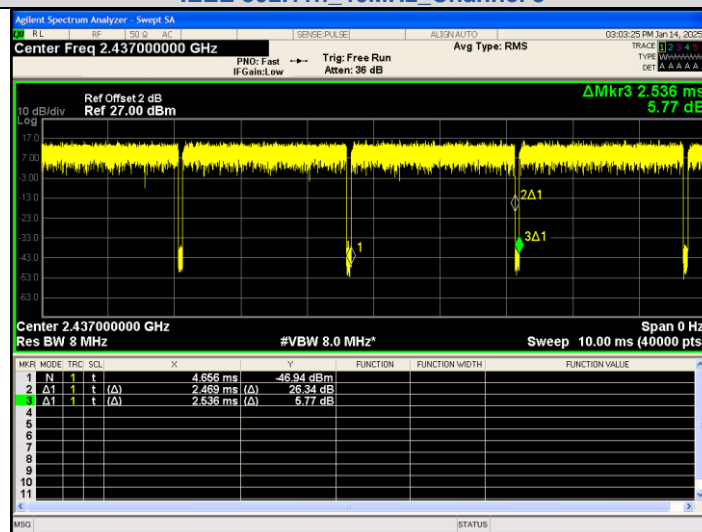 Agilent Spectrum Analyzer - Swept SA
RL RF 50 Ω AC SENSE:PULSE ALIGN AUTO 03:03:25 PM Jan 14, 2025
Center Freq 2.437000000 GHz Avg Type: RMS TRACE 1 2 3 4 5
PNO: Fast Trig: Free Run TYPE
IFGain:Low Atten: 36 dB DET A A A A A
ΔMkr3 2.536 ms
5.77 dB
Ref Offset 2 dB
10 dB/div Ref 27.00 dBm
Log
17.0
7.00
-3.00
-13.0
-23.0
-33.0
-43.0
-53.0
-63.0
2Δ1
3Δ1
1
Center 2.437000000 GHz Span 0 Hz
Res BW 8 MHz #VBW 8.0 MHz* Sweep 10.00 ms (40000 pts
MKR MODE TRC SCL X Y FUNCTION FUNCTION WIDTH FUNCTION VALUE
1 N 1 t 4.656 ms -46.94 dBm
2 Δ1 1 t (Δ) 2.469 ms (Δ) 26.34 dB
3 Δ1 1 t (Δ) 2.536 ms (Δ) 5.77 dB
4
5
6
7
8
9
10
11
MSG STATUS